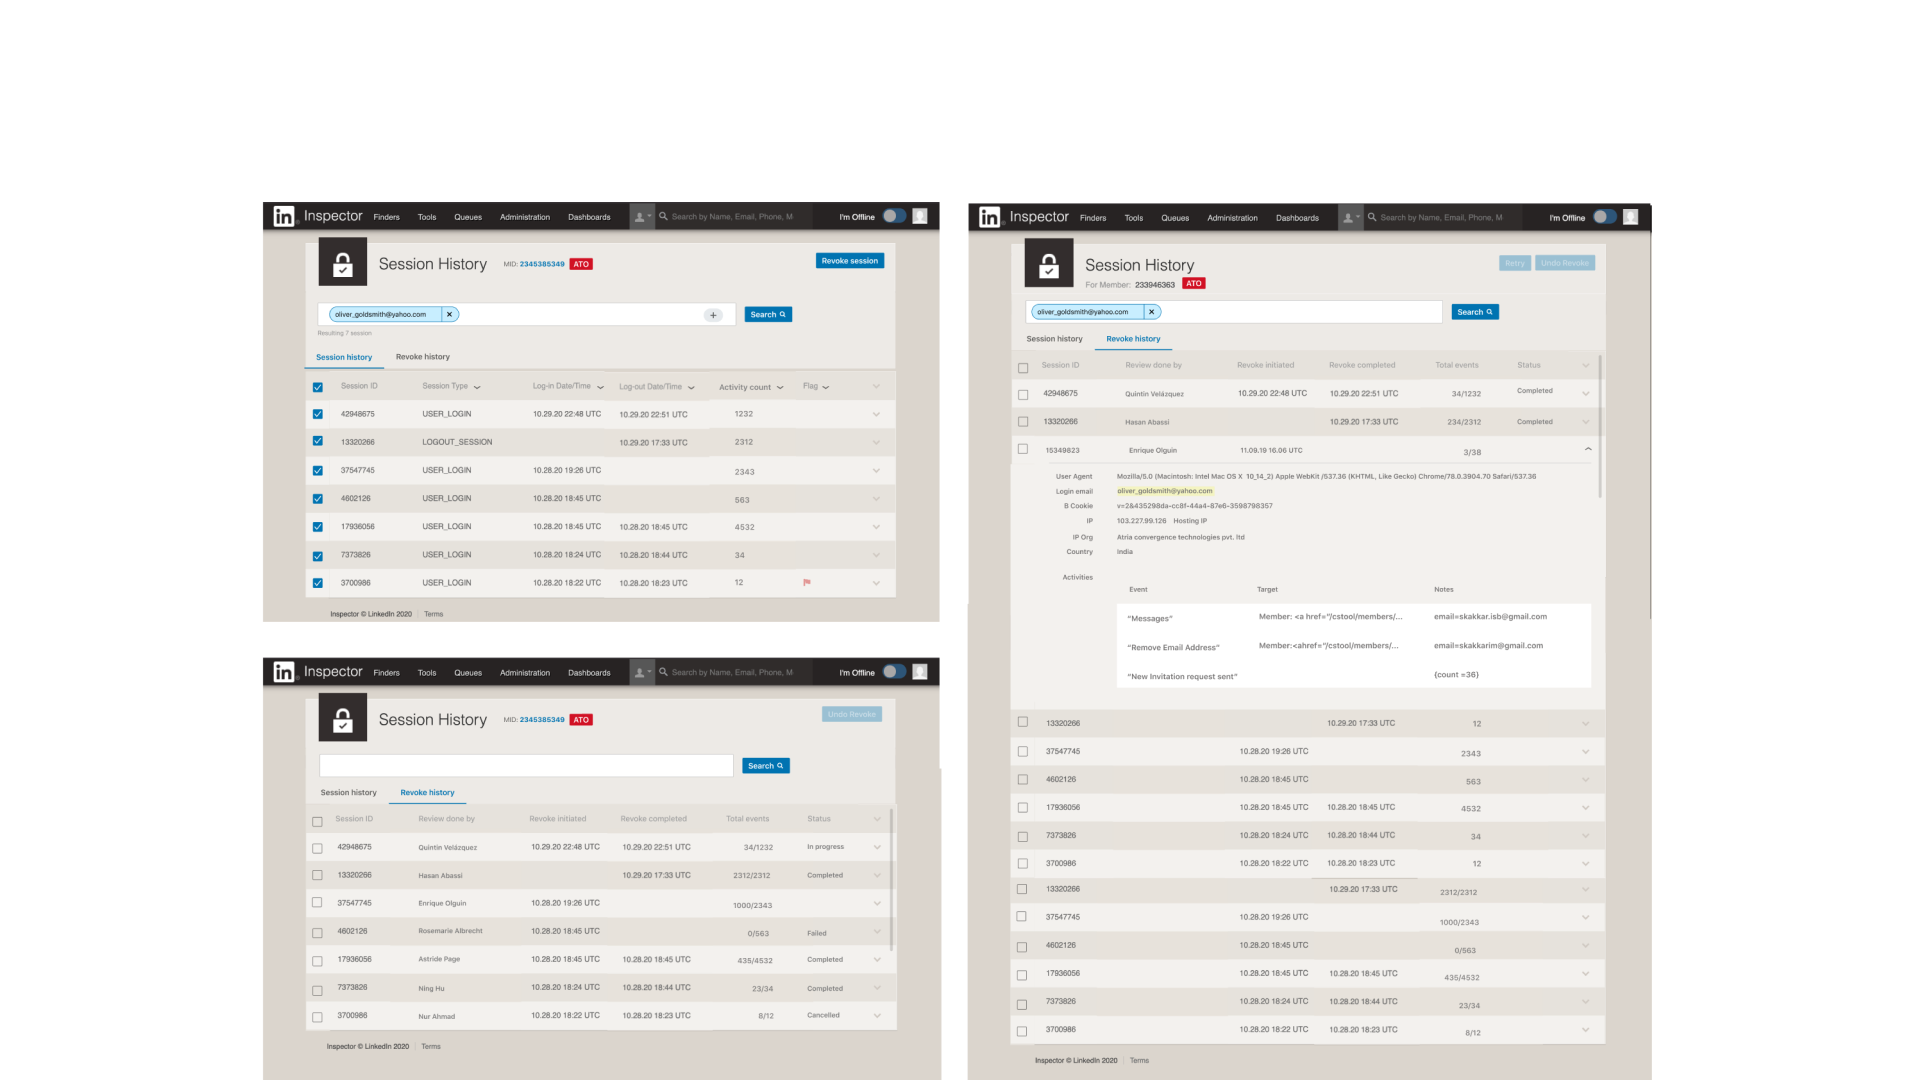 in Inspector Finders Tools Queues Administration Dashboards Search by Name, Email, Phone, M I'm Offline
Session History MID: 2345385349 ATO Revoke session
oliver_goldsmith@yahoo.com × + Search
Resulting 7 session
Session history Revoke history
Session ID Session Type Log-in Date/Time Log-out Date/Time Activity count Flag
42948675 USER_LOGIN 10.29.20 22:48 UTC 10.29.20 22:51 UTC 1232
13320266 LOGOUT_SESSION 10.29.20 17:33 UTC 2312
37547745 USER_LOGIN 10.28.20 19:26 UTC 2343
4602126 USER_LOGIN 10.28.20 18:45 UTC 563
17936056 USER_LOGIN 10.28.20 18:45 UTC 10.28.20 18:45 UTC 4532
7373826 USER_LOGIN 10.28.20 18:24 UTC 10.28.20 18:44 UTC 34
3700986 USER_LOGIN 10.28.20 18:22 UTC 10.28.20 18:23 UTC 12
Inspector © LinkedIn 2020 Terms
in Inspector Finders Tools Queues Administration Dashboards Search by Name, Email, Phone, M I'm Offline
Session History MID: 2345385349 ATO Undo Revoke
Search
Session history Revoke history
Session ID Review done by Revoke initiated Revoke completed Total events Status
42948675 Quintin Velázquez 10.29.20 22:48 UTC 10.29.20 22:51 UTC 34/1232 In progress
13320266 Hasan Abassi 10.29.20 17:33 UTC 2312/2312 Completed
37547745 Enrique Olguin 10.28.20 19:26 UTC 1000/2343
4602126 Rosemarie Albrecht 10.28.20 18:45 UTC 0/563 Failed
17936056 Astride Page 10.28.20 18:45 UTC 10.28.20 18:45 UTC 435/4532 Completed
7373826 Ning Hu 10.28.20 18:24 UTC 10.28.20 18:44 UTC 23/34 Completed
3700986 Nur Ahmad 10.28.20 18:22 UTC 10.28.20 18:23 UTC 8/12 Cancelled
Inspector © LinkedIn 2020 Terms
in Inspector Finders Tools Queues Administration Dashboards Search by Name, Email, Phone, M I'm Offline
Session History Retry Undo Revoke
For Member: 233946363 ATO
oliver_goldsmith@yahoo.com × Search
Session history Revoke history
Session ID Review done by Revoke initiated Revoke completed Total events Status
42948675 Quintin Velázquez 10.29.20 22:48 UTC 10.29.20 22:51 UTC 34/1232 Completed
13320266 Hasan Abassi 10.29.20 17:33 UTC 234/2312 Completed
15349823 Enrique Olguin 11.09.19 16.06 UTC 3/38
User Agent Mozilla/5.0 (Macintosh: Intel Mac OS X 10_14_2) Apple WebKit /537.36 (KHTML, Like Gecko) Chrome/78.0.3904.70 Safari/537.36
Login email oliver_goldsmith@yahoo.com
B Cookie v=2&435298da-cc8f-44a4-87e6-3598798357
IP 103.227.99.126 Hosting IP
IP Org Atria convergence technologies pvt. ltd
Country India
Activities
Event Target Notes
"Messages" Member: <a href="/cstool/members/... email=skakkar.isb@gmail.com
"Remove Email Address" Member:<ahref="/cstool/members/... email=skakkarim@gmail.com
"New Invitation request sent" (count =36)
13320266 10.29.20 17:33 UTC 12
37547745 10.28.20 19:26 UTC 2343
4602126 10.28.20 18:45 UTC 563
17936056 10.28.20 18:45 UTC 10.28.20 18:45 UTC 4532
7373826 10.28.20 18:24 UTC 10.28.20 18:44 UTC 34
3700986 10.28.20 18:22 UTC 10.28.20 18:23 UTC 12
13320266 10.29.20 17:33 UTC 2312/2312
37547745 10.28.20 19:26 UTC 1000/2343
4602126 10.28.20 18:45 UTC 0/563
17936056 10.28.20 18:45 UTC 10.28.20 18:45 UTC 435/4532
7373826 10.28.20 18:24 UTC 10.28.20 18:44 UTC 23/34
3700986 10.28.20 18:22 UTC 10.28.20 18:23 UTC 8/12
Inspector © LinkedIn 2020 Terms